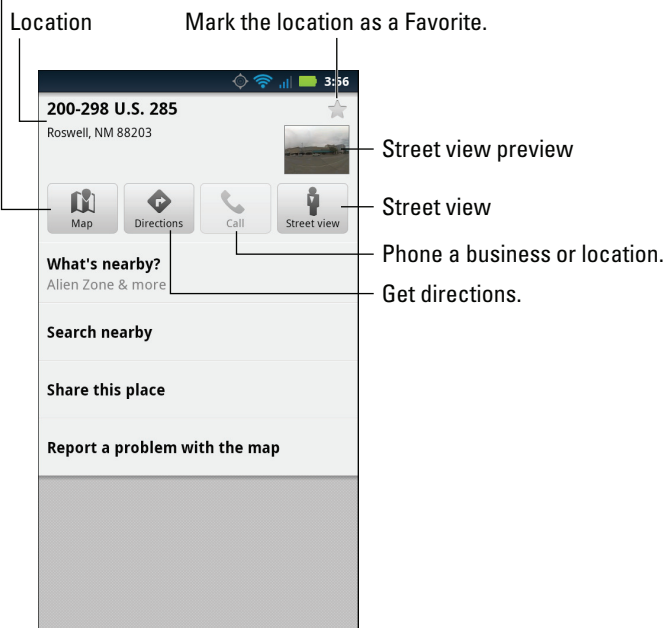 Location
Mark the location as a Favorite.
3:56
200-298 U.S. 285
Roswell, NM 88203
Street view preview
Map
Directions
Call
Street view
Street view
Phone a business or location.
What's nearby?
Alien Zone & more
Get directions.
Search nearby
Share this place
Report a problem with the map